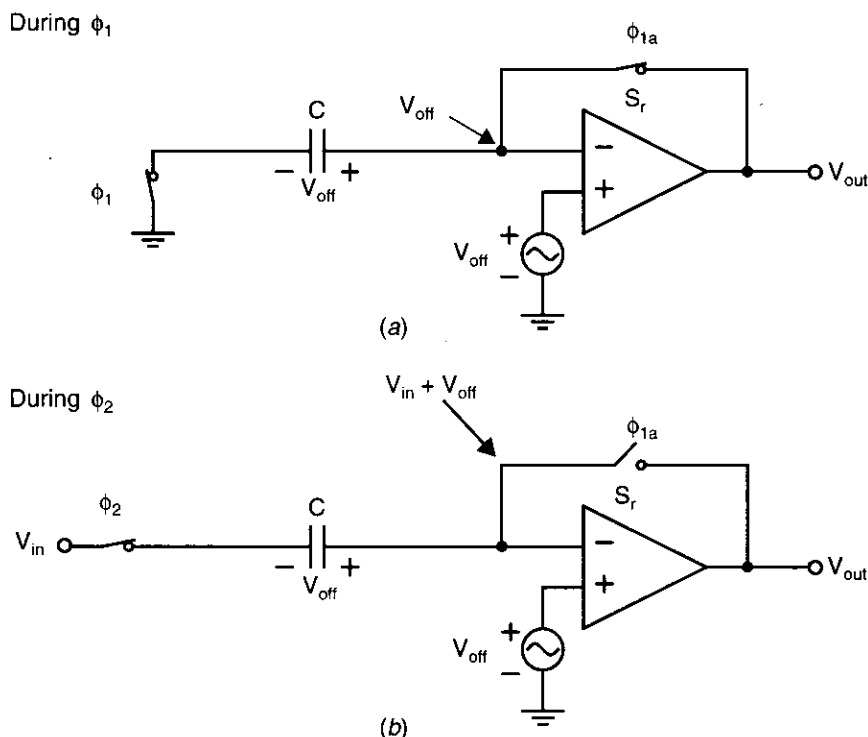 During ϕ1
ϕ1a
Sr
Voff
C
− Voff +
ϕ1
−
+
Vout
Voff
+
−
(a)
During ϕ2
Vin + Voff
ϕ1a
Sr
ϕ2
C
Vin
− Voff +
−
+
Vout
Voff
+
−
(b)